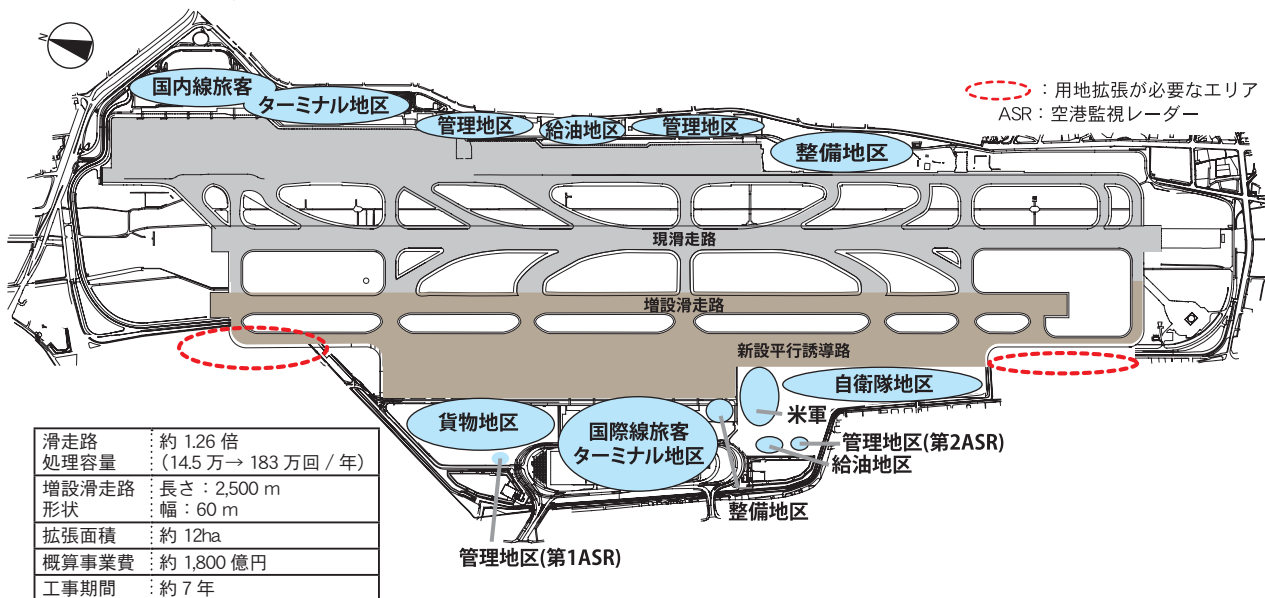 N
国内線旅客
ターミナル地区
管理地区
給油地区
管理地区
整備地区
：用地拡張が必要なエリア
ASR：空港監視レーダー
現滑走路
増設滑走路
新設平行誘導路
自衛隊地区
米軍
貨物地区
国際線旅客
ターミナル地区
管理地区(第2ASR)
給油地区
整備地区
管理地区(第1ASR)
滑走路 約 1.26 倍
処理容量 (14.5 万→ 183 万回 / 年)
増設滑走路 長さ：2,500 m
形状 幅：60 m
拡張面積 約 12ha
概算事業費 約 1,800 億円
工事期間 約 7 年